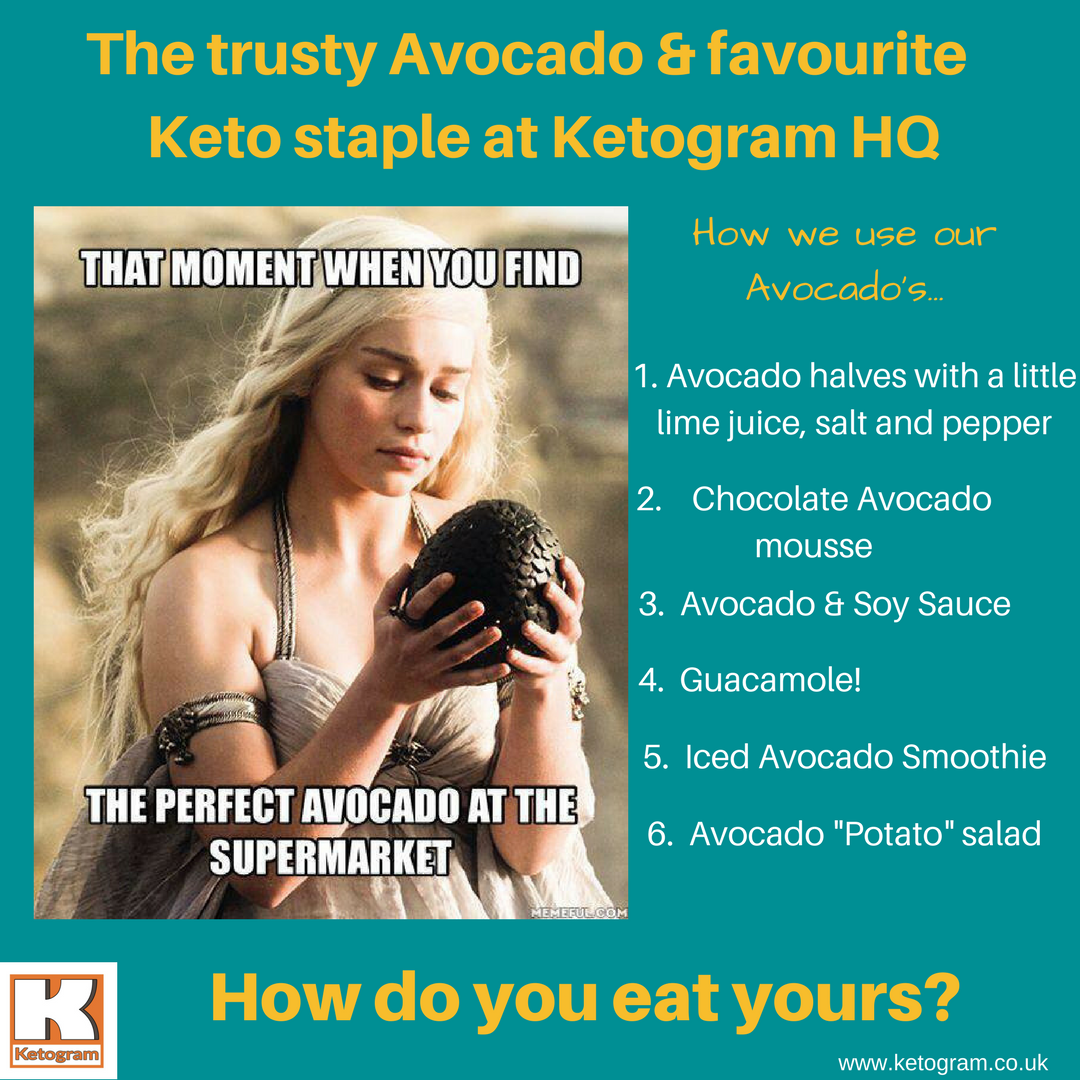 The trusty Avocado & favourite
Keto staple at Ketogram HQ
THAT MOMENT WHEN YOU FIND
THE PERFECT AVOCADO AT THE
SUPERMARKET
MEMEFUL.COM
How we use our
Avocado's...
1. Avocado halves with a little
lime juice, salt and pepper
2. Chocolate Avocado
mousse
3. Avocado & Soy Sauce
4. Guacamole!
5. Iced Avocado Smoothie
6. Avocado "Potato" salad
K
Ketogram
How do you eat yours?
www.ketogram.co.uk